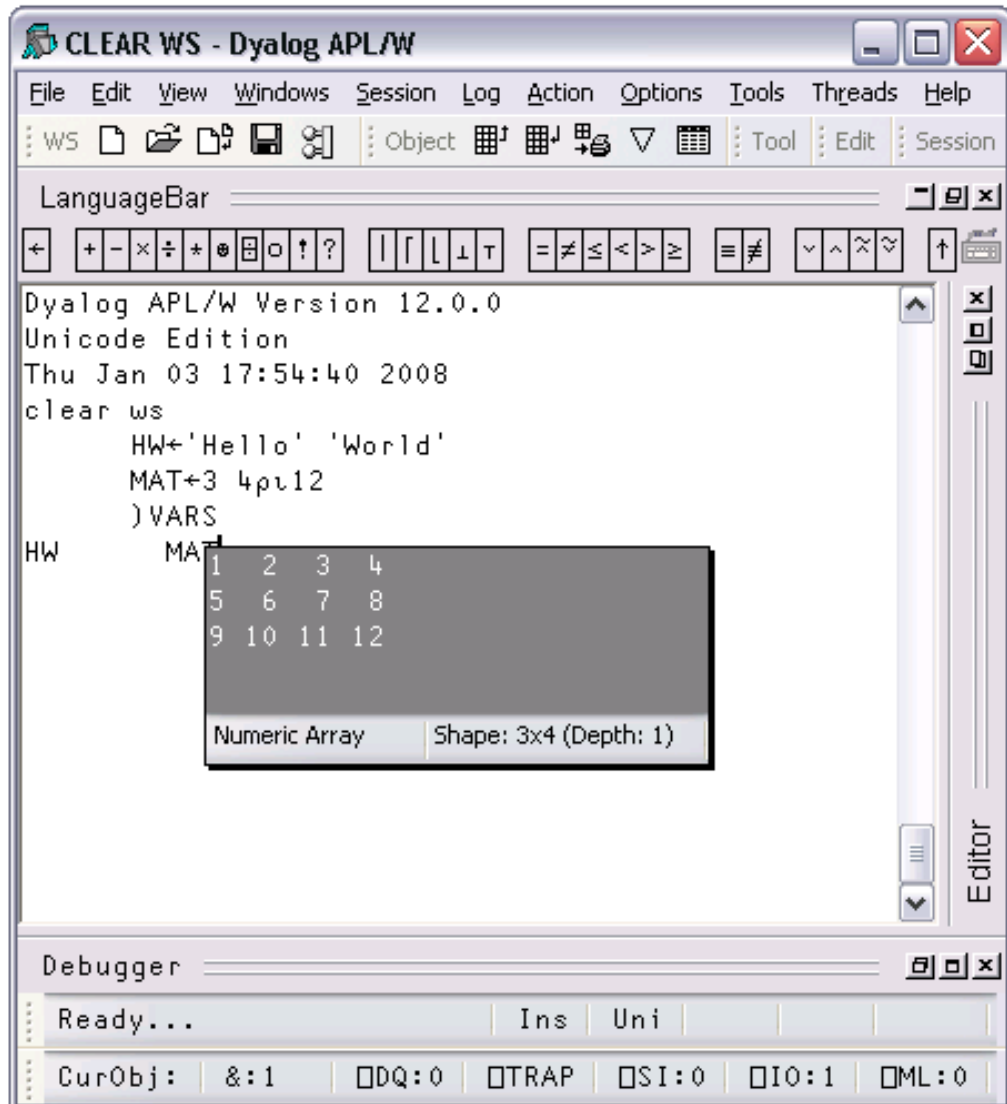 CLEAR WS - Dyalog APL/W
File Edit View Windows Session Log Action Options Tools Threads Help
WS Object Tool Edit Session
LanguageBar
← + - × ÷ * ⍟ ⌹ ○ ! ? | ⌈ ⌊ ⊥ ⊤ = ≠ ≤ < > ≥ ≡ ≢ ∨ ∧ ⍲ ⍱ ↑
Dyalog APL/W Version 12.0.0
Unicode Edition
Thu Jan 03 17:54:40 2008
clear ws
HW←'Hello' 'World'
MAT←3 4⍴⍳12
)VARS
HW MAT
1 2 3 4
5 6 7 8
9 10 11 12
Numeric Array Shape: 3x4 (Depth: 1)
Editor
Debugger
Ready... Ins Uni
CurObj: &:1 ⎕DQ:0 ⎕TRAP ⎕SI:0 ⎕IO:1 ⎕ML:0